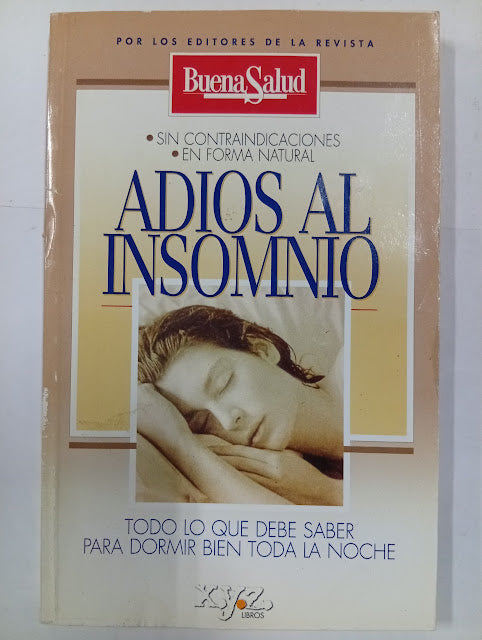 POR LOS EDITORES DE LA REVISTA
BuenaSalud
•SIN CONTRAINDICACIONES
•EN FORMA NATURAL
ADIOS AL
INSOMNIO
TODO LO QUE DEBE SABER
PARA DORMIR BIEN TODA LA NOCHE
xyz
LIBROS